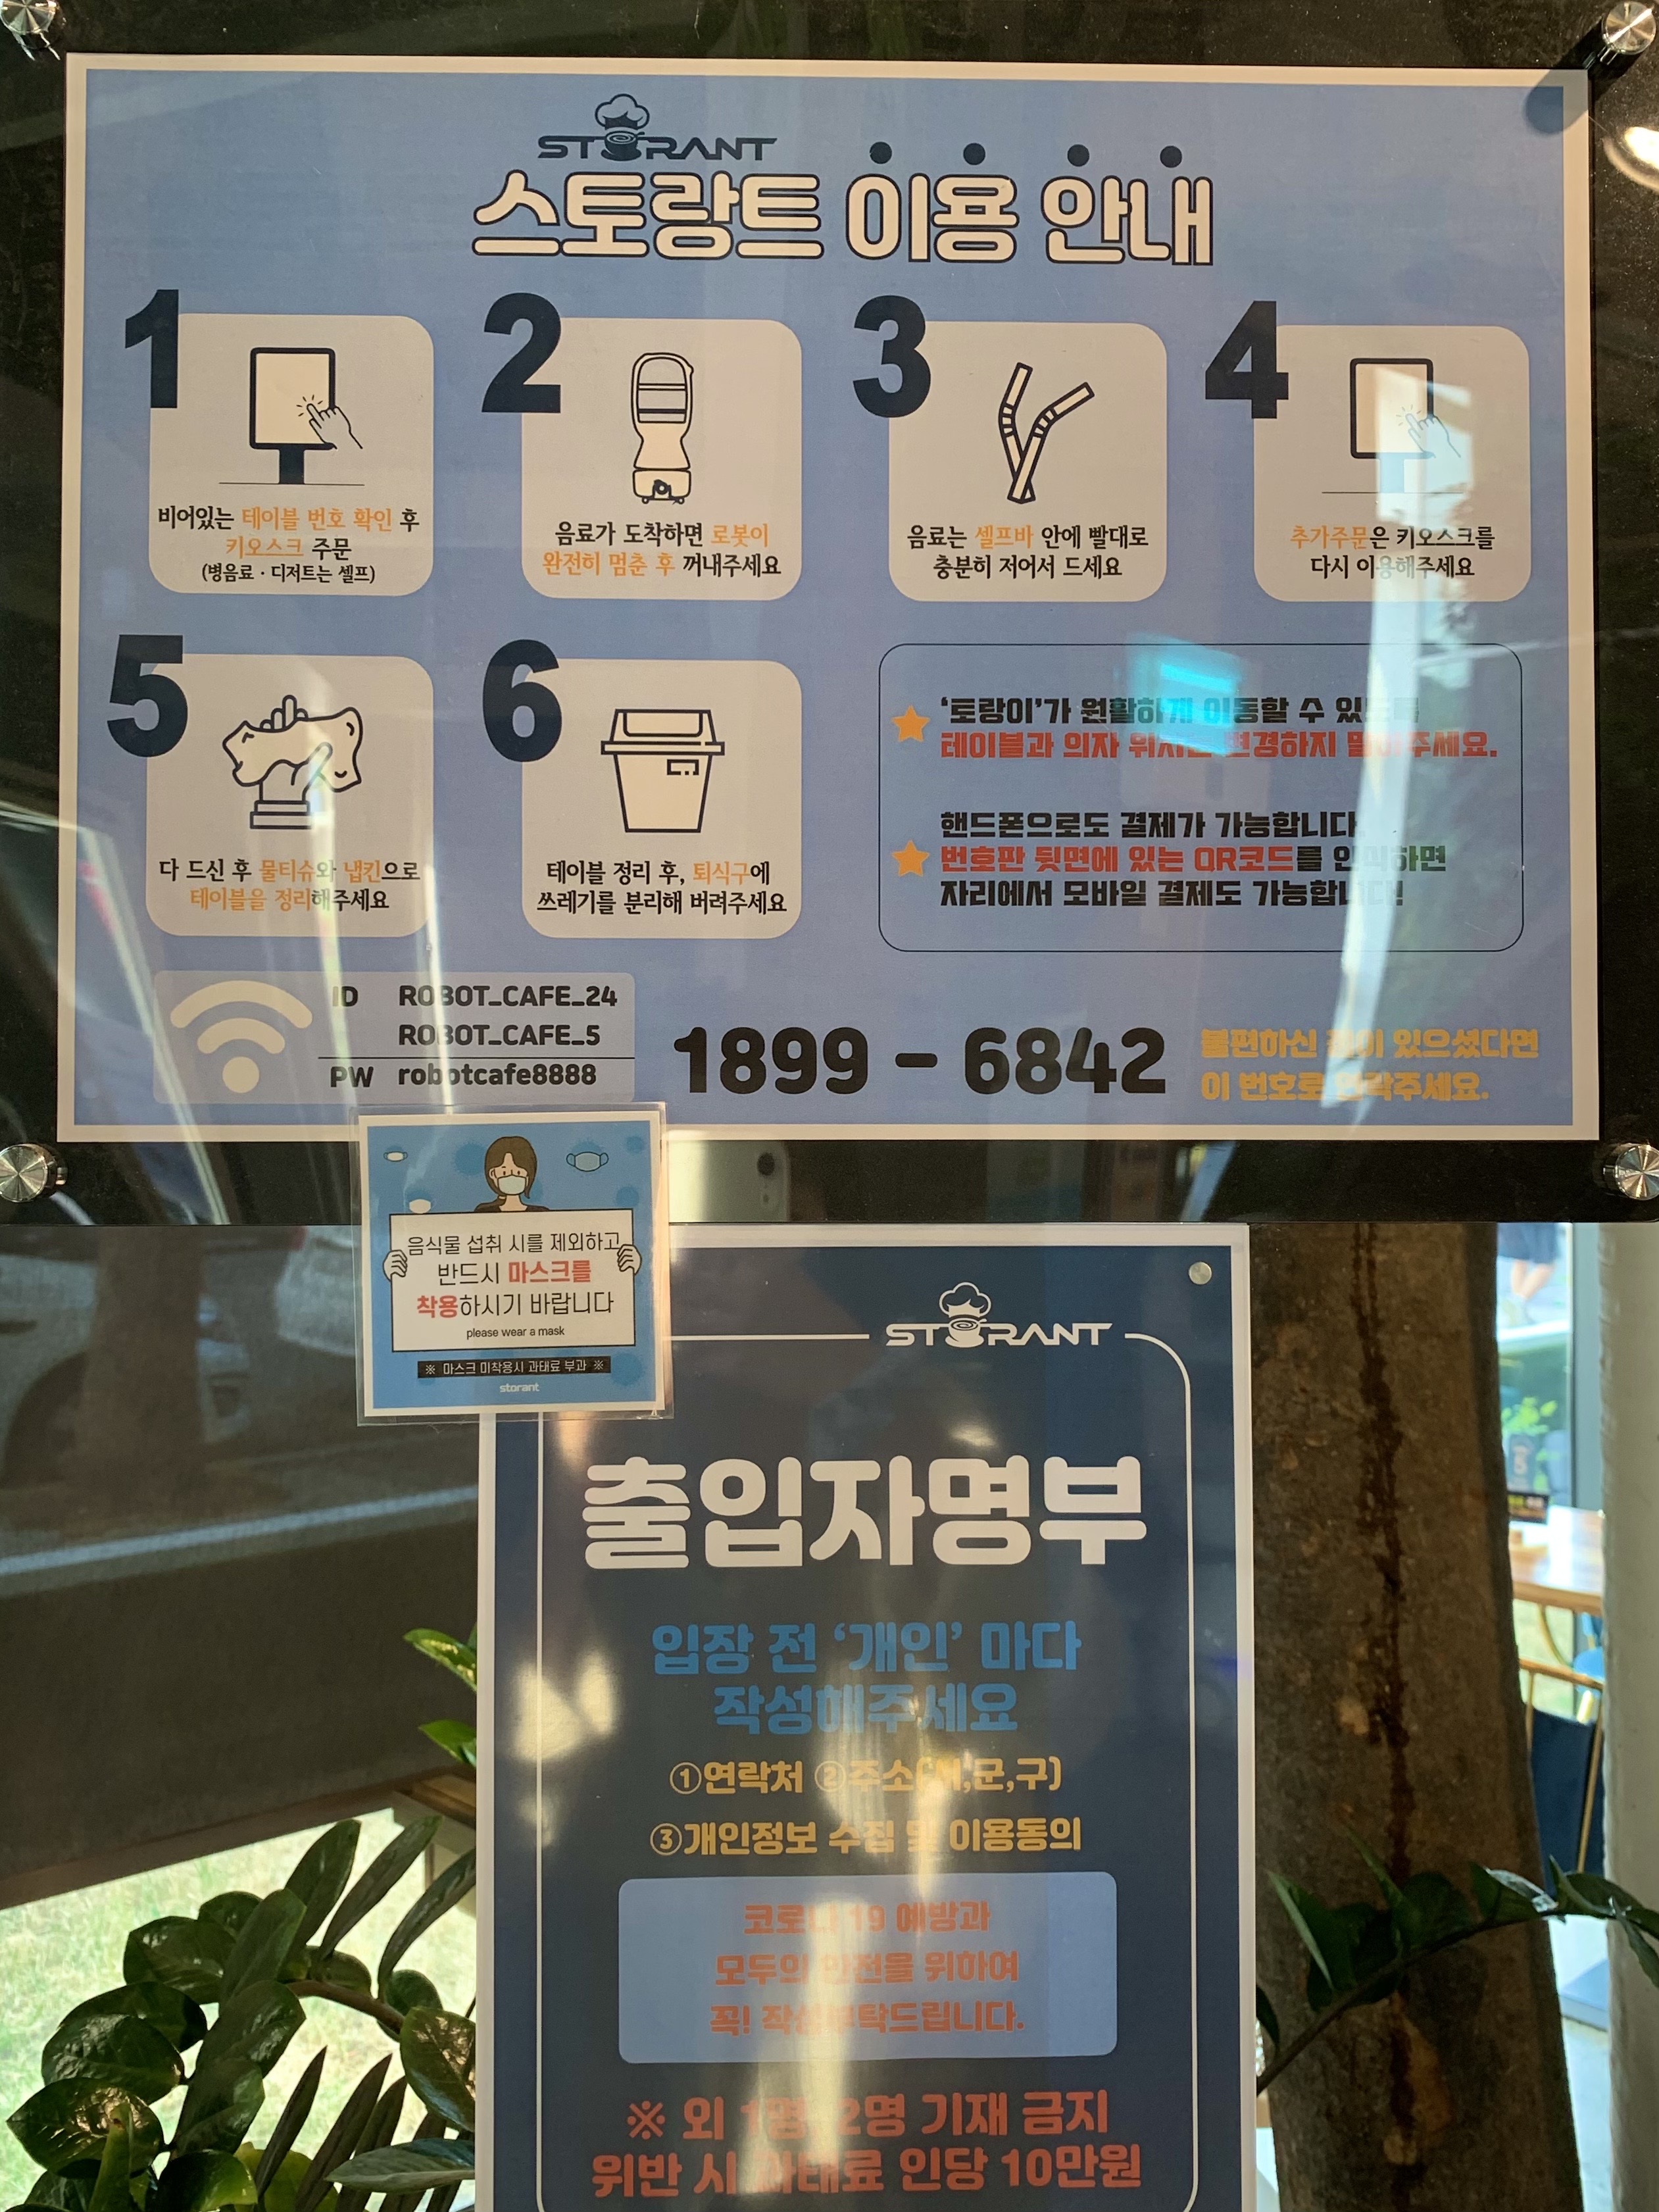 STORANT
스토랑트 이용 안내
1
비어있는 테이블 번호 확인 후
키오스크 주문
(병음료 · 디저트는 셀프)
2
음료가 도착하면 로봇이
완전히 멈춘 후 꺼내주세요
3
음료는 셀프바 안에 빨대로
충분히 저어서 드세요
4
추가주문은 키오스크를
다시 이용해주세요
5
다 드신 후 물티슈와 냅킨으로
테이블을 정리해주세요
6
테이블 정리 후, 퇴식구에
쓰레기를 분리해 버려주세요
‘토랑이’가 원활하게 이동할 수 있도록
테이블과 의자 위치는 변경하지 말아주세요.
핸드폰으로도 결제가 가능합니다.
번호판 뒷면에 있는 QR코드를 인식하면
자리에서 모바일 결제도 가능합니다!
ID ROBOT_CAFE_24
ROBOT_CAFE_5
PW robotcafe8888
1899 - 6842
불편하신 점이 있으셨다면
이 번호로 연락주세요.
음식물 섭취 시를 제외하고
반드시 마스크를
착용하시기 바랍니다
please wear a mask
※ 마스크 미착용시 과태료 부과 ※
storant
STORANT
출입자명부
입장 전 ‘개인’ 마다
작성해주세요
①연락처 ②주소(시,군,구)
③개인정보 수집 및 이용동의
코로나 19 예방과
모두의 안전을 위하여
꼭! 작성부탁드립니다.
※ 외 1명, 2명 기재 금지
위반 시 과태료 인당 10만원